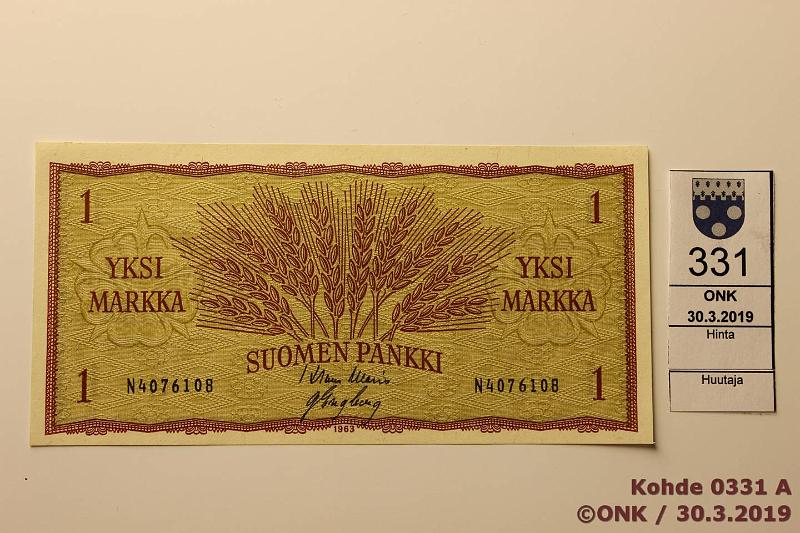 1
1
YKSI
MARKKA
YKSI
MARKKA
SUOMEN PANKKI
1
N4076108
N4076108
1
1963
331
ONK
30.3.2019
Hinta
Huutaja
Kohde 0331 A
©ONK / 30.3.2019